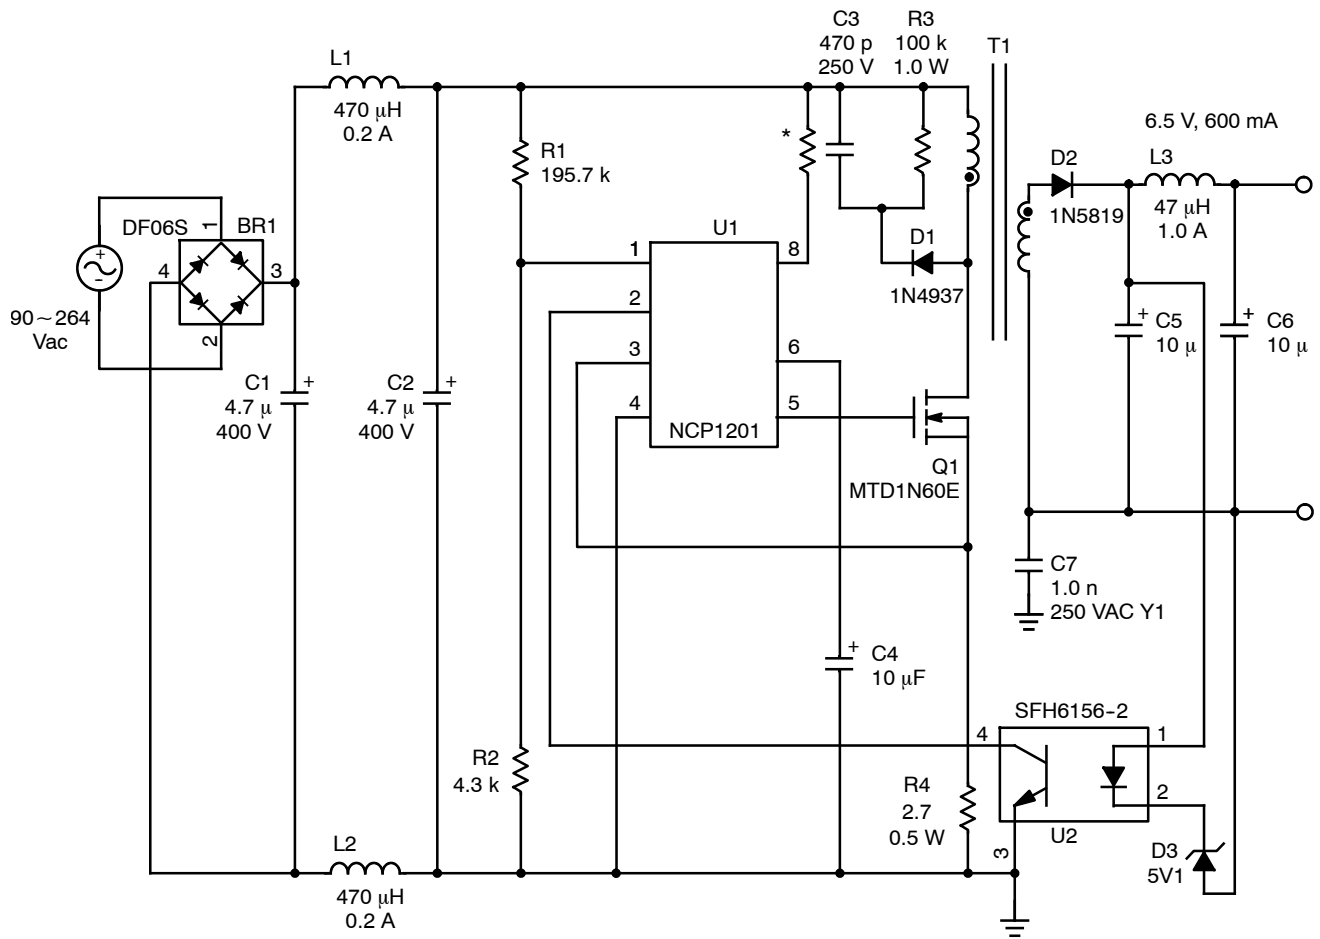 C3
470 p
250 V
R3
100 k
1.0 W
T1
L1
470 µH
0.2 A
6.5 V, 600 mA
*
R1
195.7 k
D2
1N5819
L3
47 µH
1.0 A
DF06S
BR1
1
4
3
2
+
−
90~264
Vac
U1
1
2
3
4
8
6
5
NCP1201
D1
1N4937
C1
4.7 µ
400 V
+
C2
4.7 µ
400 V
+
+
C5
10 µ
+
C6
10 µ
Q1
MTD1N60E
C7
1.0 n
250 VAC Y1
+
C4
10 µF
SFH6156-2
4
1
2
3
U2
R2
4.3 k
R4
2.7
0.5 W
D3
5V1
L2
470 µH
0.2 A